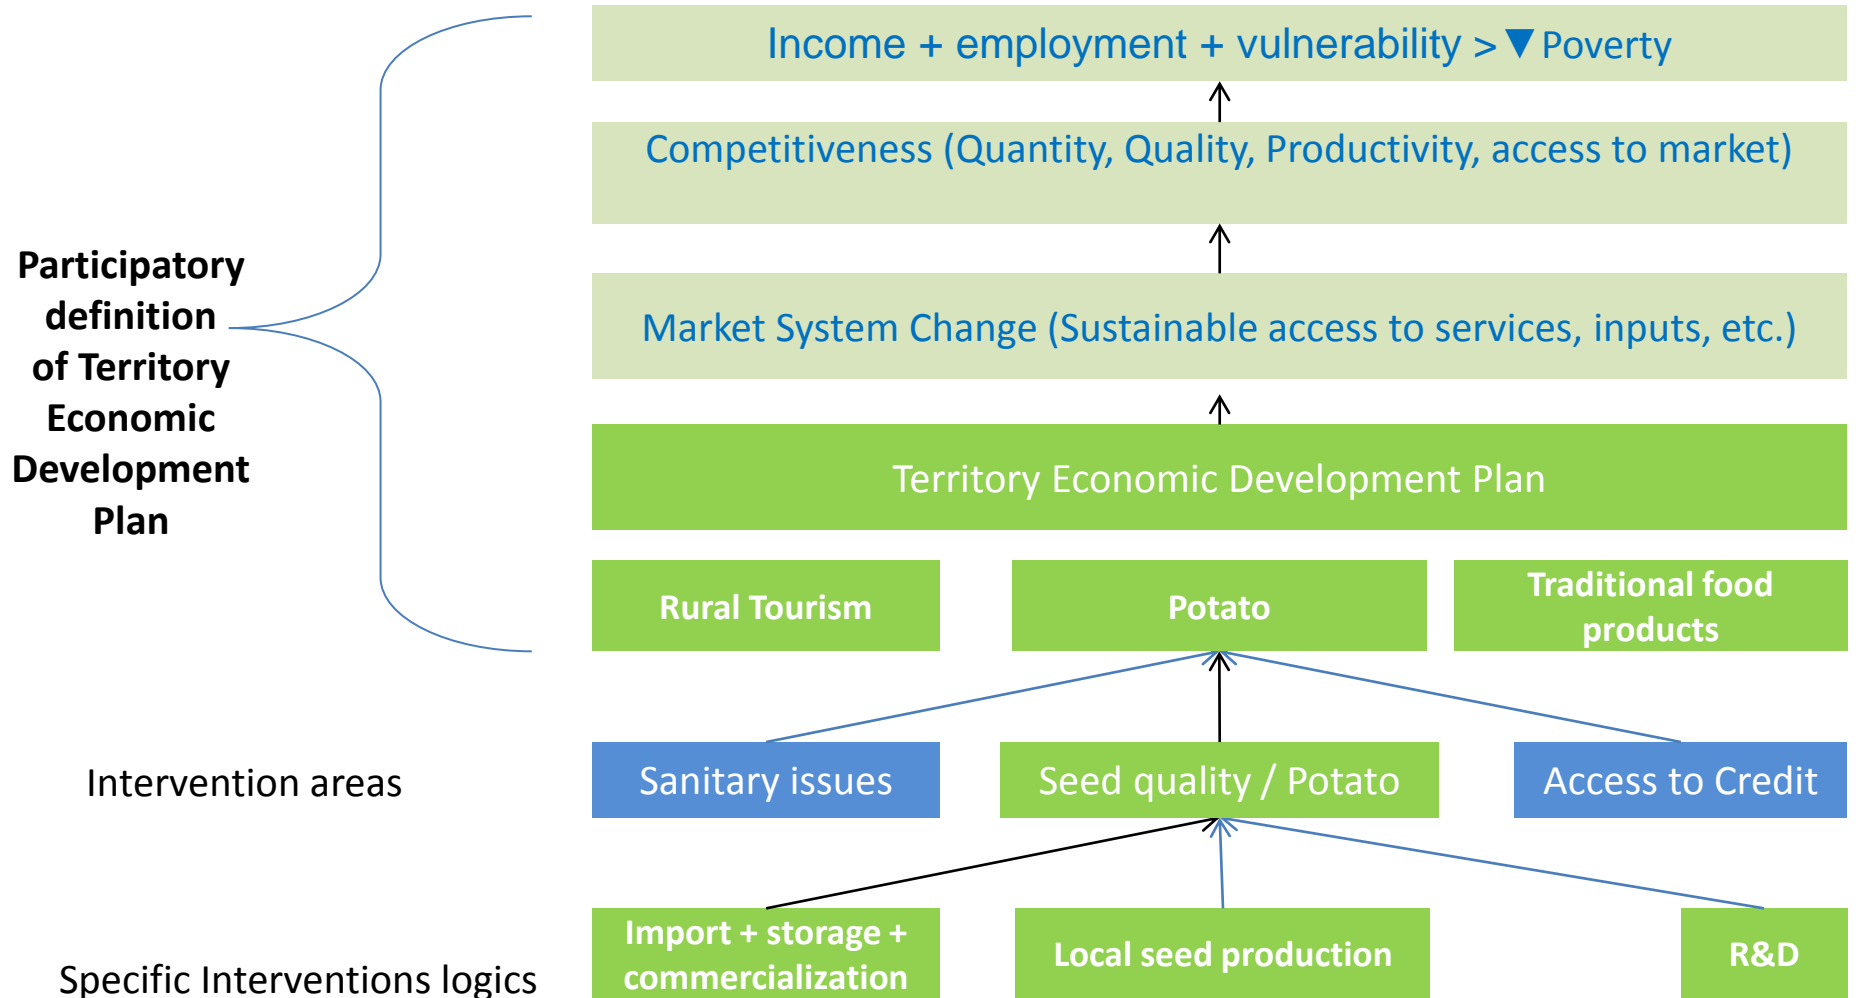 Income + employment + vulnerability > ▼ Poverty
Competitiveness (Quantity, Quality, Productivity, access to market)
Market System Change (Sustainable access to services, inputs, etc.)
Participatory
definition
of Territory
Economic
Development
Plan
Territory Economic Development Plan
Rural Tourism
Potato
Traditional food
products
Intervention areas
Sanitary issues
Seed quality / Potato
Access to Credit
Specific Interventions logics
Import + storage +
commercialization
Local seed production
R&D